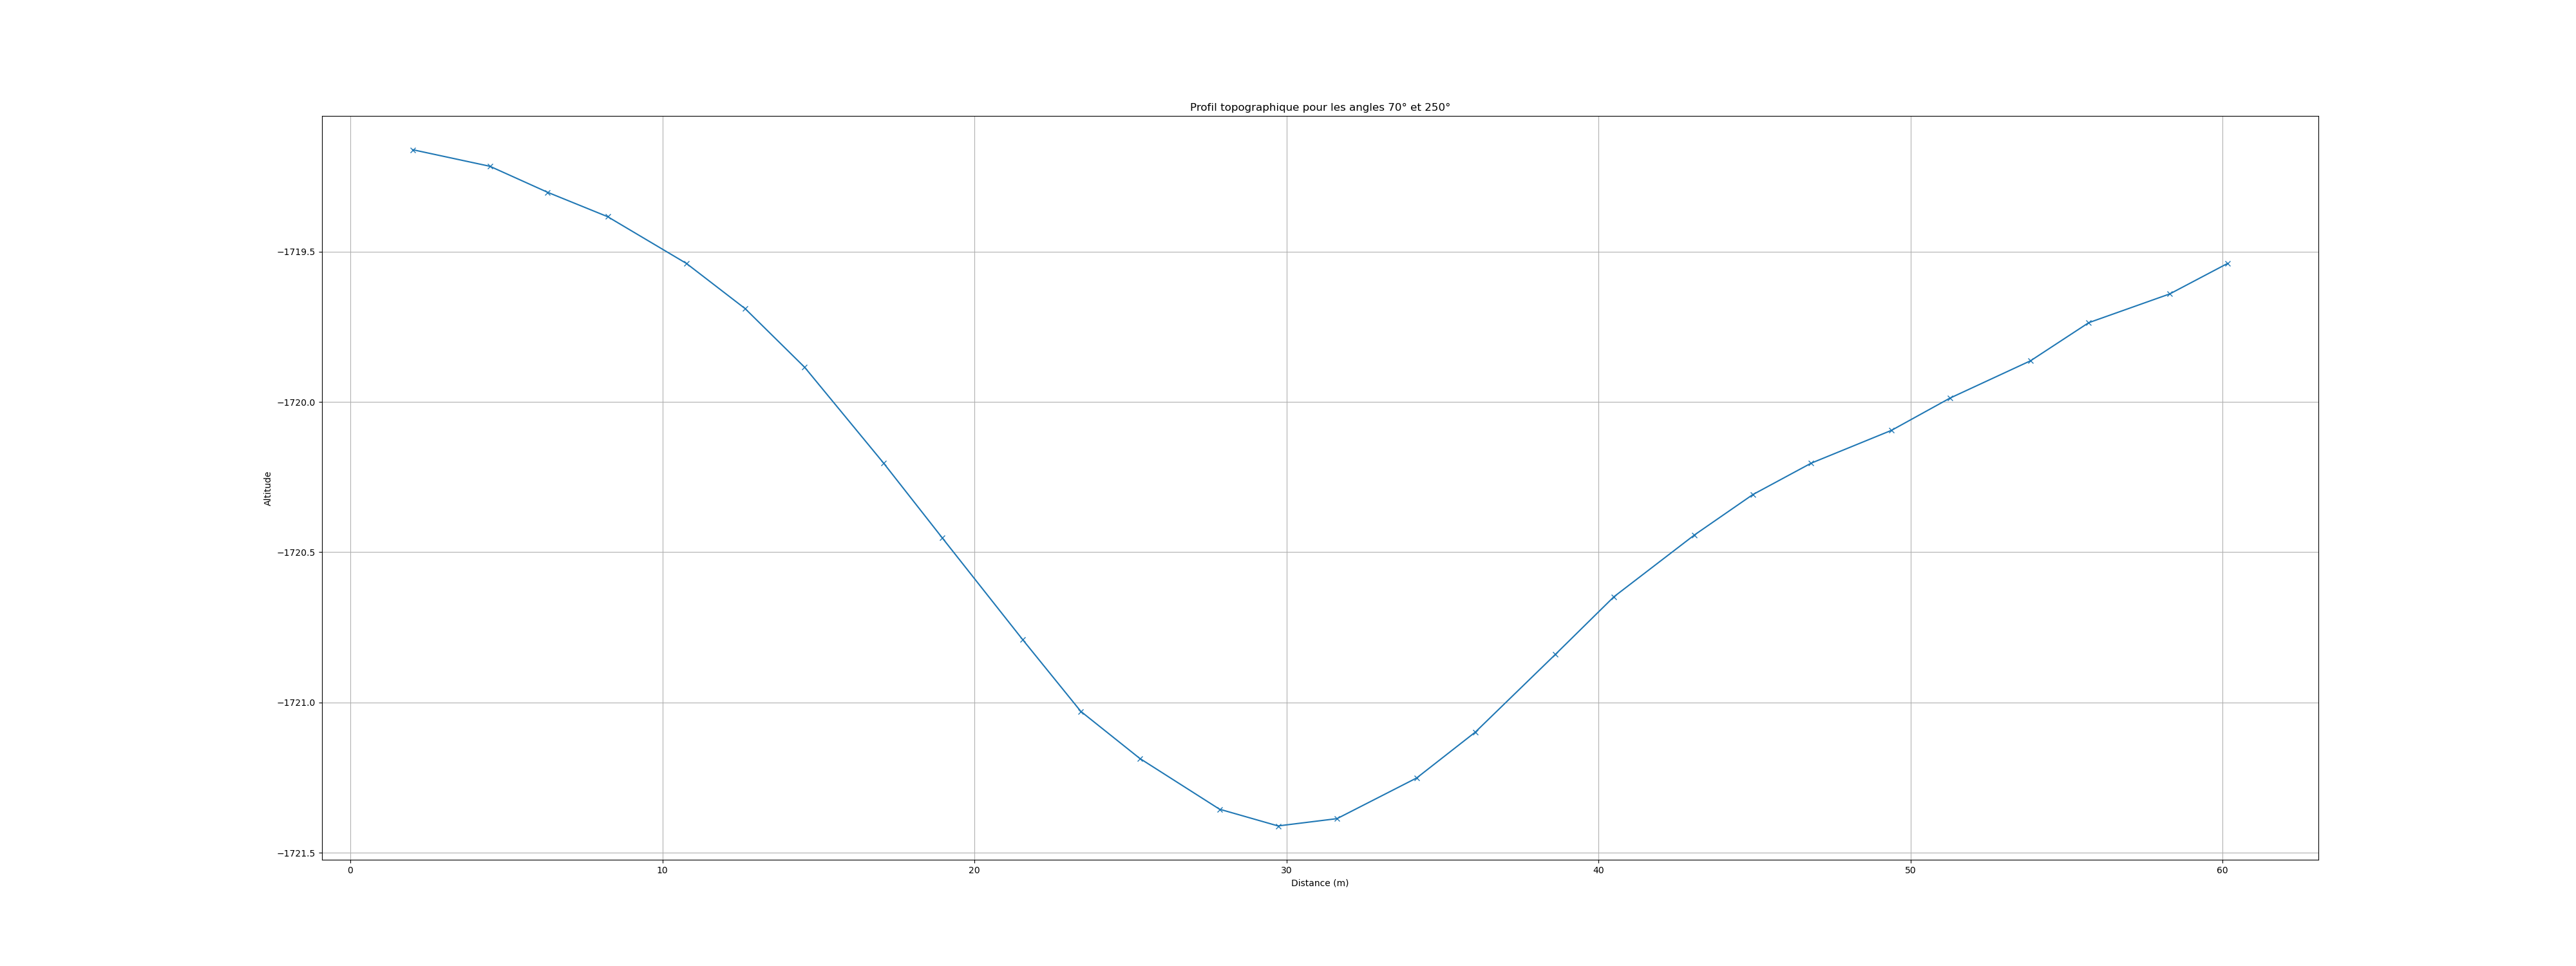 Profil topographique pour les angles 70° et 250°
Altitude
−1719.5
−1720.0
−1720.5
−1721.0
−1721.5
0 10 20 30 40 50 60
Distance (m)